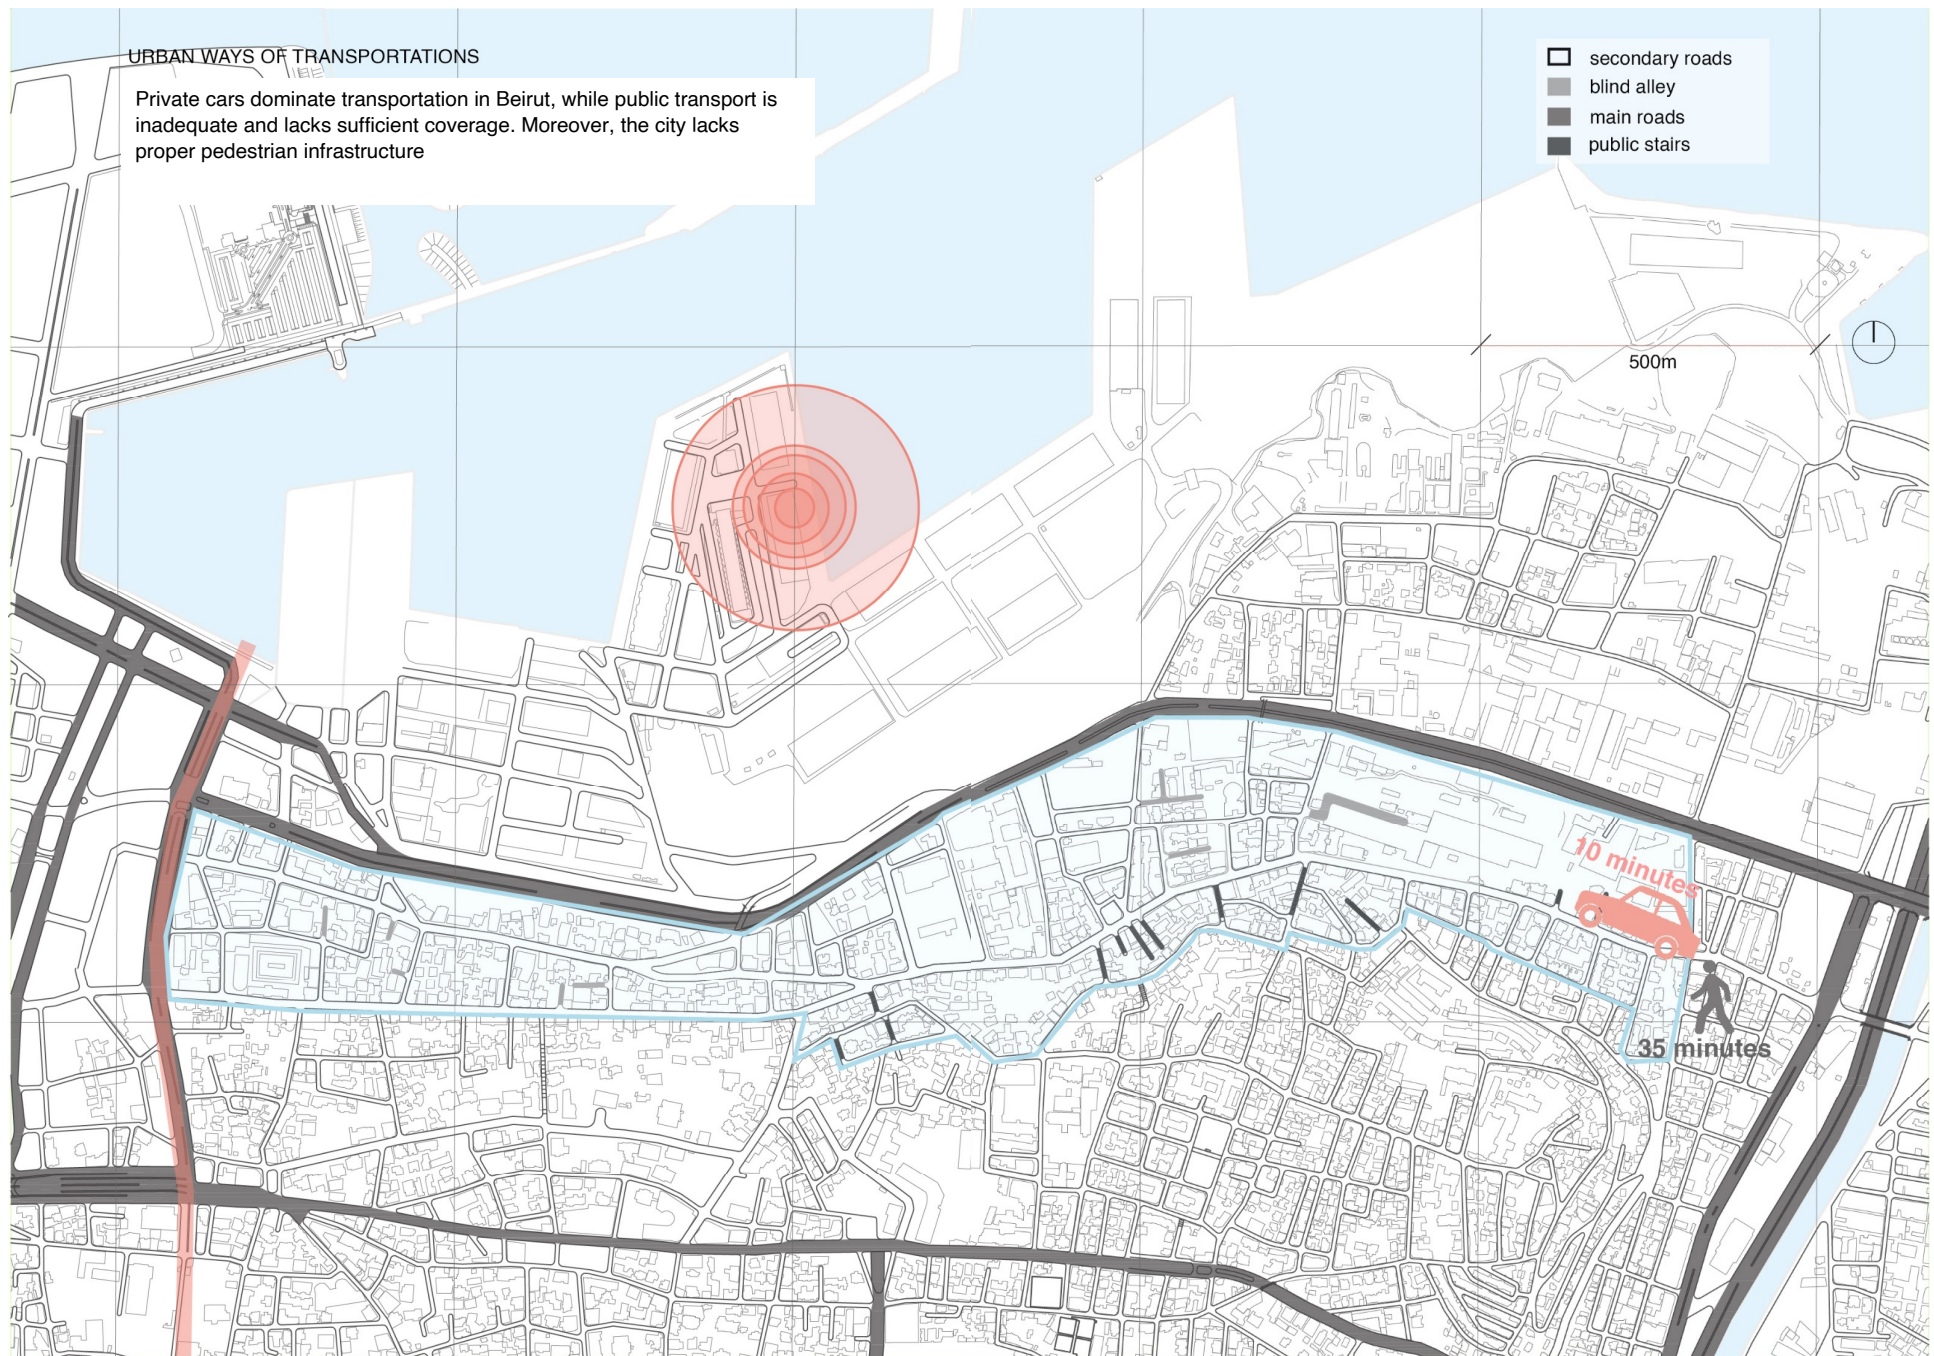 URBAN WAYS OF TRANSPORTATIONS
Private cars dominate transportation in Beirut, while public transport is
inadequate and lacks sufficient coverage. Moreover, the city lacks
proper pedestrian infrastructure
secondary roads
blind alley
main roads
public stairs
500m
10 minutes
35 minutes